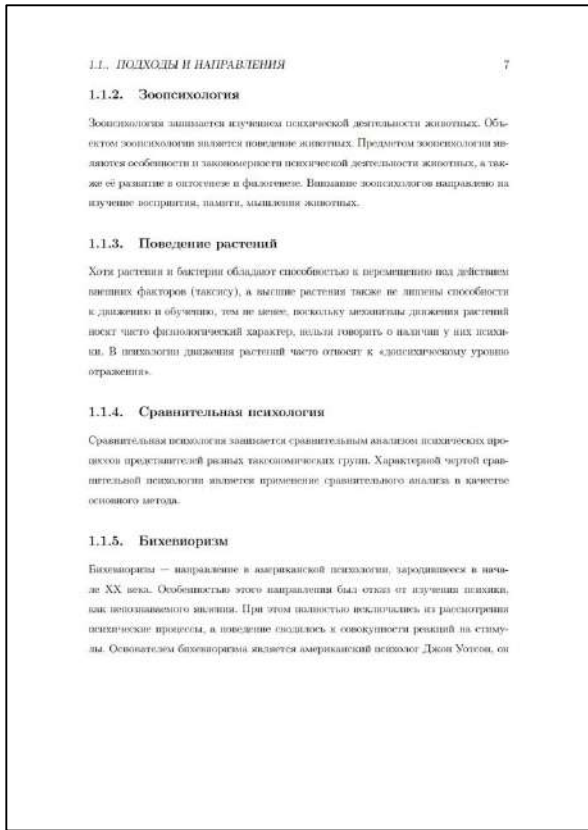 1.1.. ПОДХОДЫ И НАПРАВЛЕНИЯ 7
1.1.2. Зоопсихология
Зоопсихология занимается изучением психической деятельности животных. Объ-
ектом зоопсихологии является поведение животных. Предметом зоопсихологии яв-
ляются особенности и закономерности психической деятельности животных, а так-
же её развитие в онтогенезе и филогенезе. Внимание зоопсихологов направлено на
изучение восприятия, памяти, мышления животных.
1.1.3. Поведение растений
Хотя растения и бактерии обладают способностью к перемещению под действием
внешних факторов (таксису), а высшие растения также не лишены способности
к движению и обучению, тем не менее, поскольку механизмы движения растений
носят чисто физиологический характер, нельзя говорить о наличии у них психи-
ки. В психологии движения растений часто относят к «допсихическому уровню
отражения».
1.1.4. Сравнительная психология
Сравнительная психология занимается сравнительным анализом психических про-
цессов представителей разных таксономических групп. Характерной чертой срав-
нительной психологии является применение сравнительного анализа в качестве
основного метода.
1.1.5. Бихевиоризм
Бихевиоризм — направление в американской психологии, зародившееся в нача-
ле XX века. Особенностью этого направления был отказ от изучения психики,
как непознаваемого явления. При этом полностью исключались из рассмотрения
психические процессы, а поведение сводилось к совокупности реакций на стиму-
лы. Основателем бихевиоризма является американский психолог Джон Уотсон, он